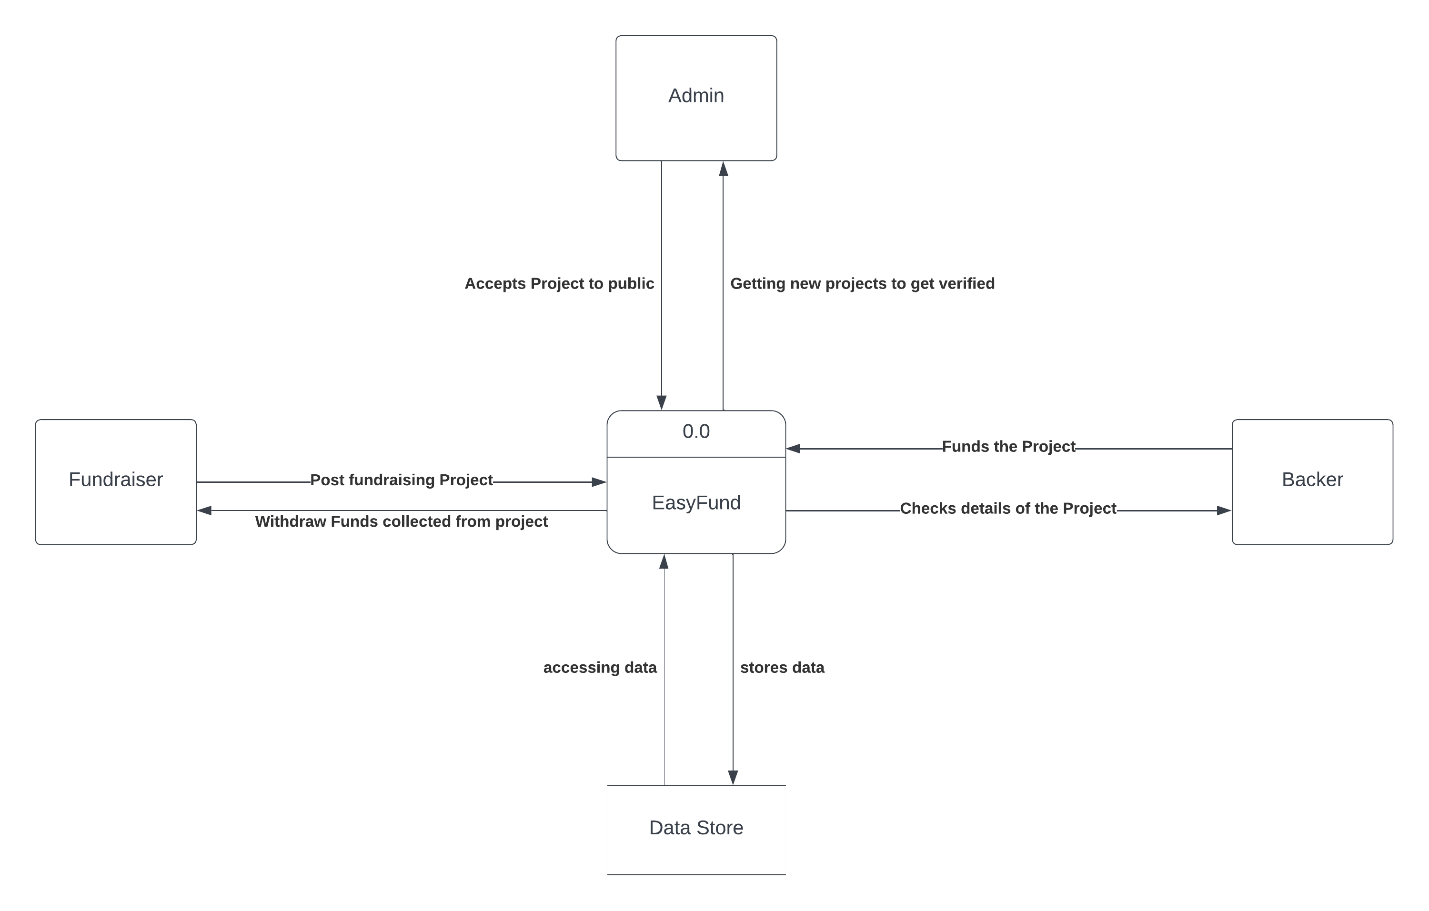 Admin
Accepts Project to public
Getting new projects to get verified
0.0
Fundraiser
Post fundraising Project
Withdraw Funds collected from project
EasyFund
Funds the Project
Checks details of the Project
Backer
accessing data
stores data
Data Store